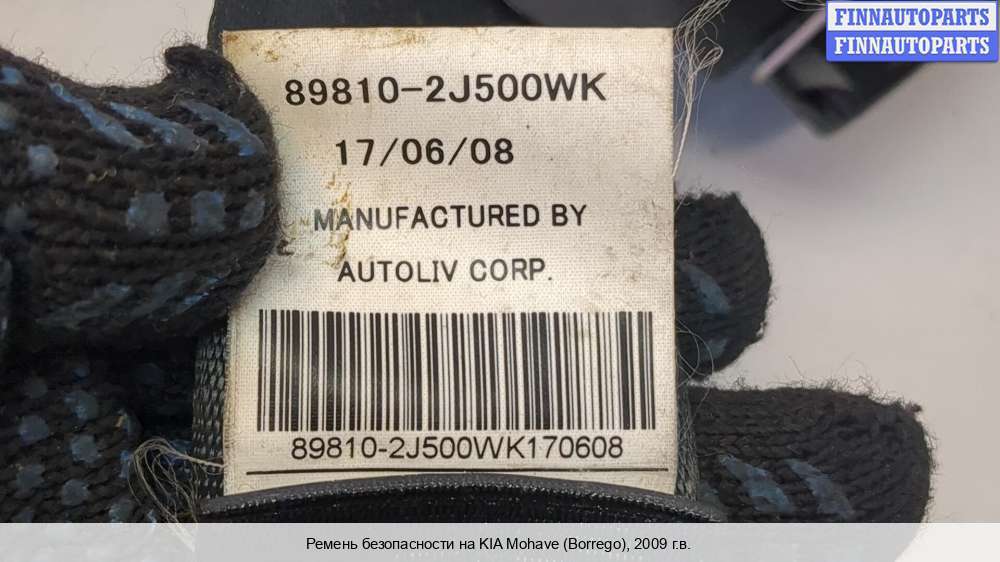 FINNAUTOPARTS
FINNAUTOPARTS
89810-2J500WK
17/06/08
MANUFACTURED BY
AUTOLIV CORP.
89810-2J500WK170608
Ремень безопасности на KIA Mohave (Borrego), 2009 г.в.